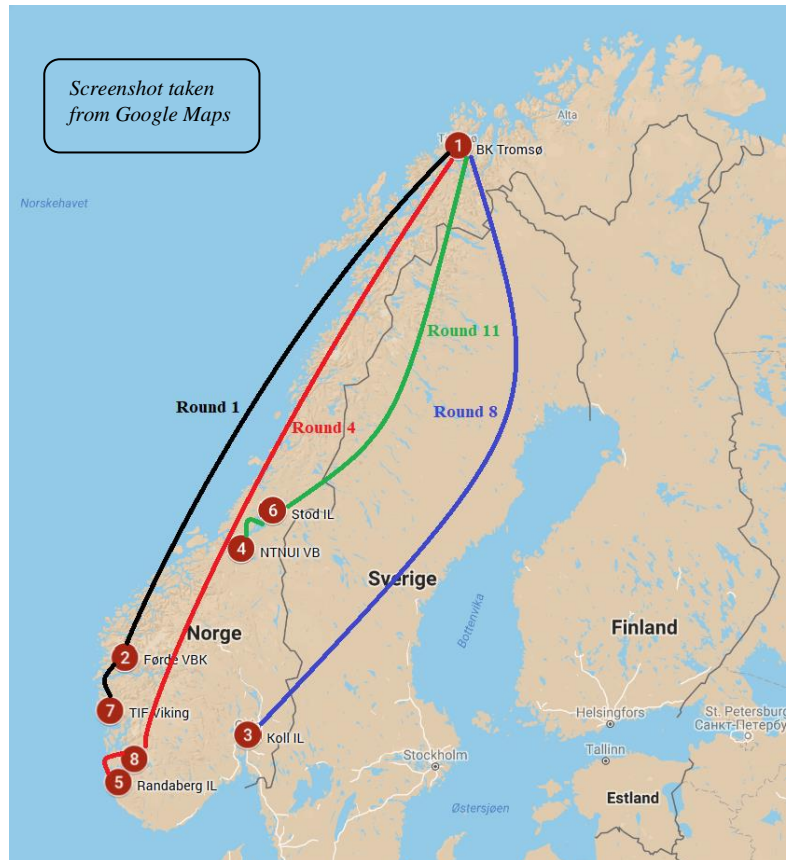 Screenshot taken
from Google Maps
Alta
1
BK Tromsø
Norskehavet
Round 11
Round 1
Round 8
Round 4
6
Stod IL
4
NTNUI VB
Sverige
Bottenvika
Norge
Finland
2
Førde VBK
7
TIF Viking
3
Koll IL
Helsingfors
St. Petersburg
Санкт-Петербу
Stockholm
Tallinn
8
5
Randaberg IL
Østersjøen
Estland